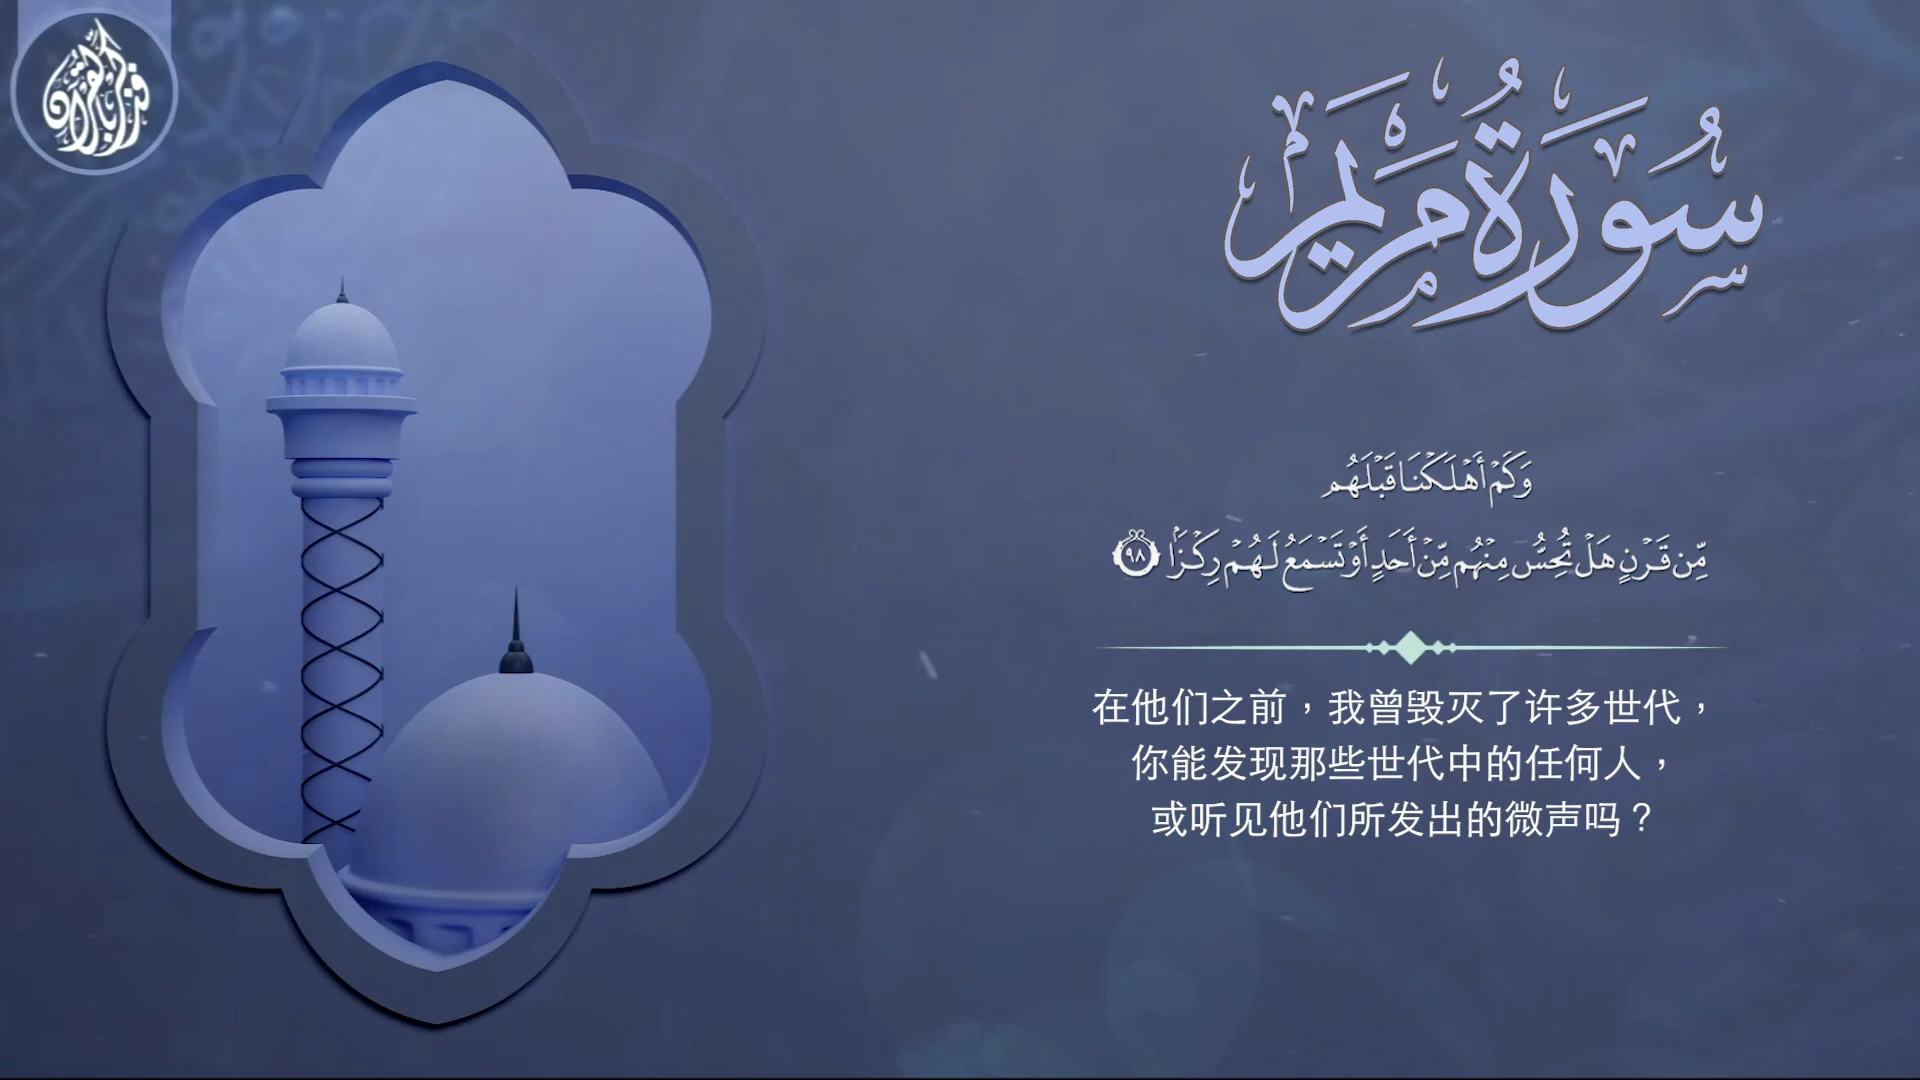 فز بالقرآن
سُورَةُ مَرْيَم
وَكَمْ أَهْلَكْنَا قَبْلَهُم
مِّن قَرْنٍ هَلْ تُحِسُّ مِنْهُم مِّنْ أَحَدٍ أَوْ تَسْمَعُ لَهُمْ رِكْزًا ٩٨
在他们之前，我曾毁灭了许多世代，
你能发现那些世代中的任何人，
或听见他们所发出的微声吗？